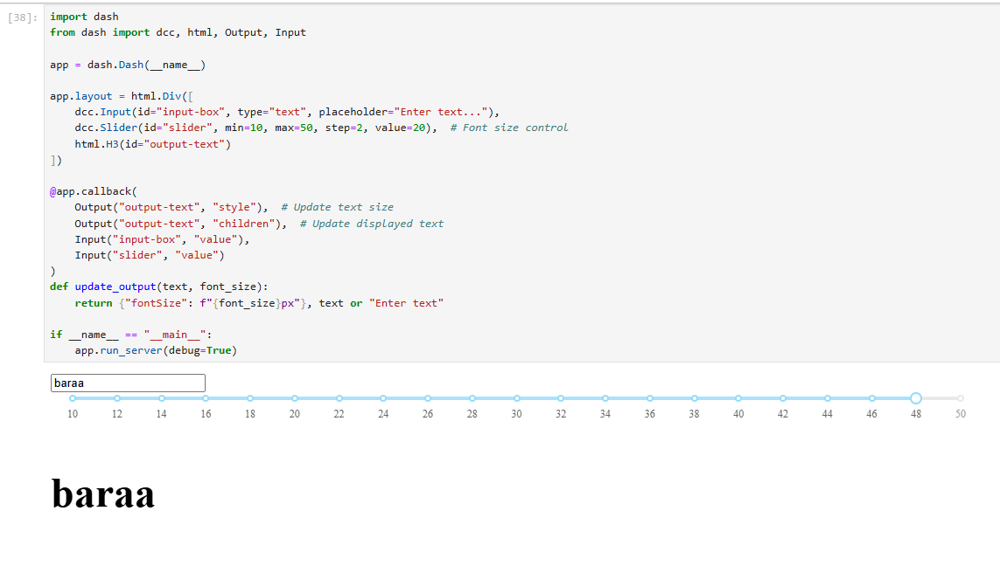 [38]: import dash
from dash import dcc, html, Output, Input
app = dash.Dash(__name__)
app.layout = html.Div([
    dcc.Input(id="input-box", type="text", placeholder="Enter text..."),
    dcc.Slider(id="slider", min=10, max=50, step=2, value=20),  # Font size control
    html.H3(id="output-text")
])
@app.callback(
    Output("output-text", "style"),  # Update text size
    Output("output-text", "children"),  # Update displayed text
    Input("input-box", "value"),
    Input("slider", "value")
)
def update_output(text, font_size):
    return {"fontSize": f"{font_size}px"}, text or "Enter text"
if __name__ == "__main__":
    app.run_server(debug=True)
baraa
10 12 14 16 18 20 22 24 26 28 30 32 34 36 38 40 42 44 46 48 50
baraa